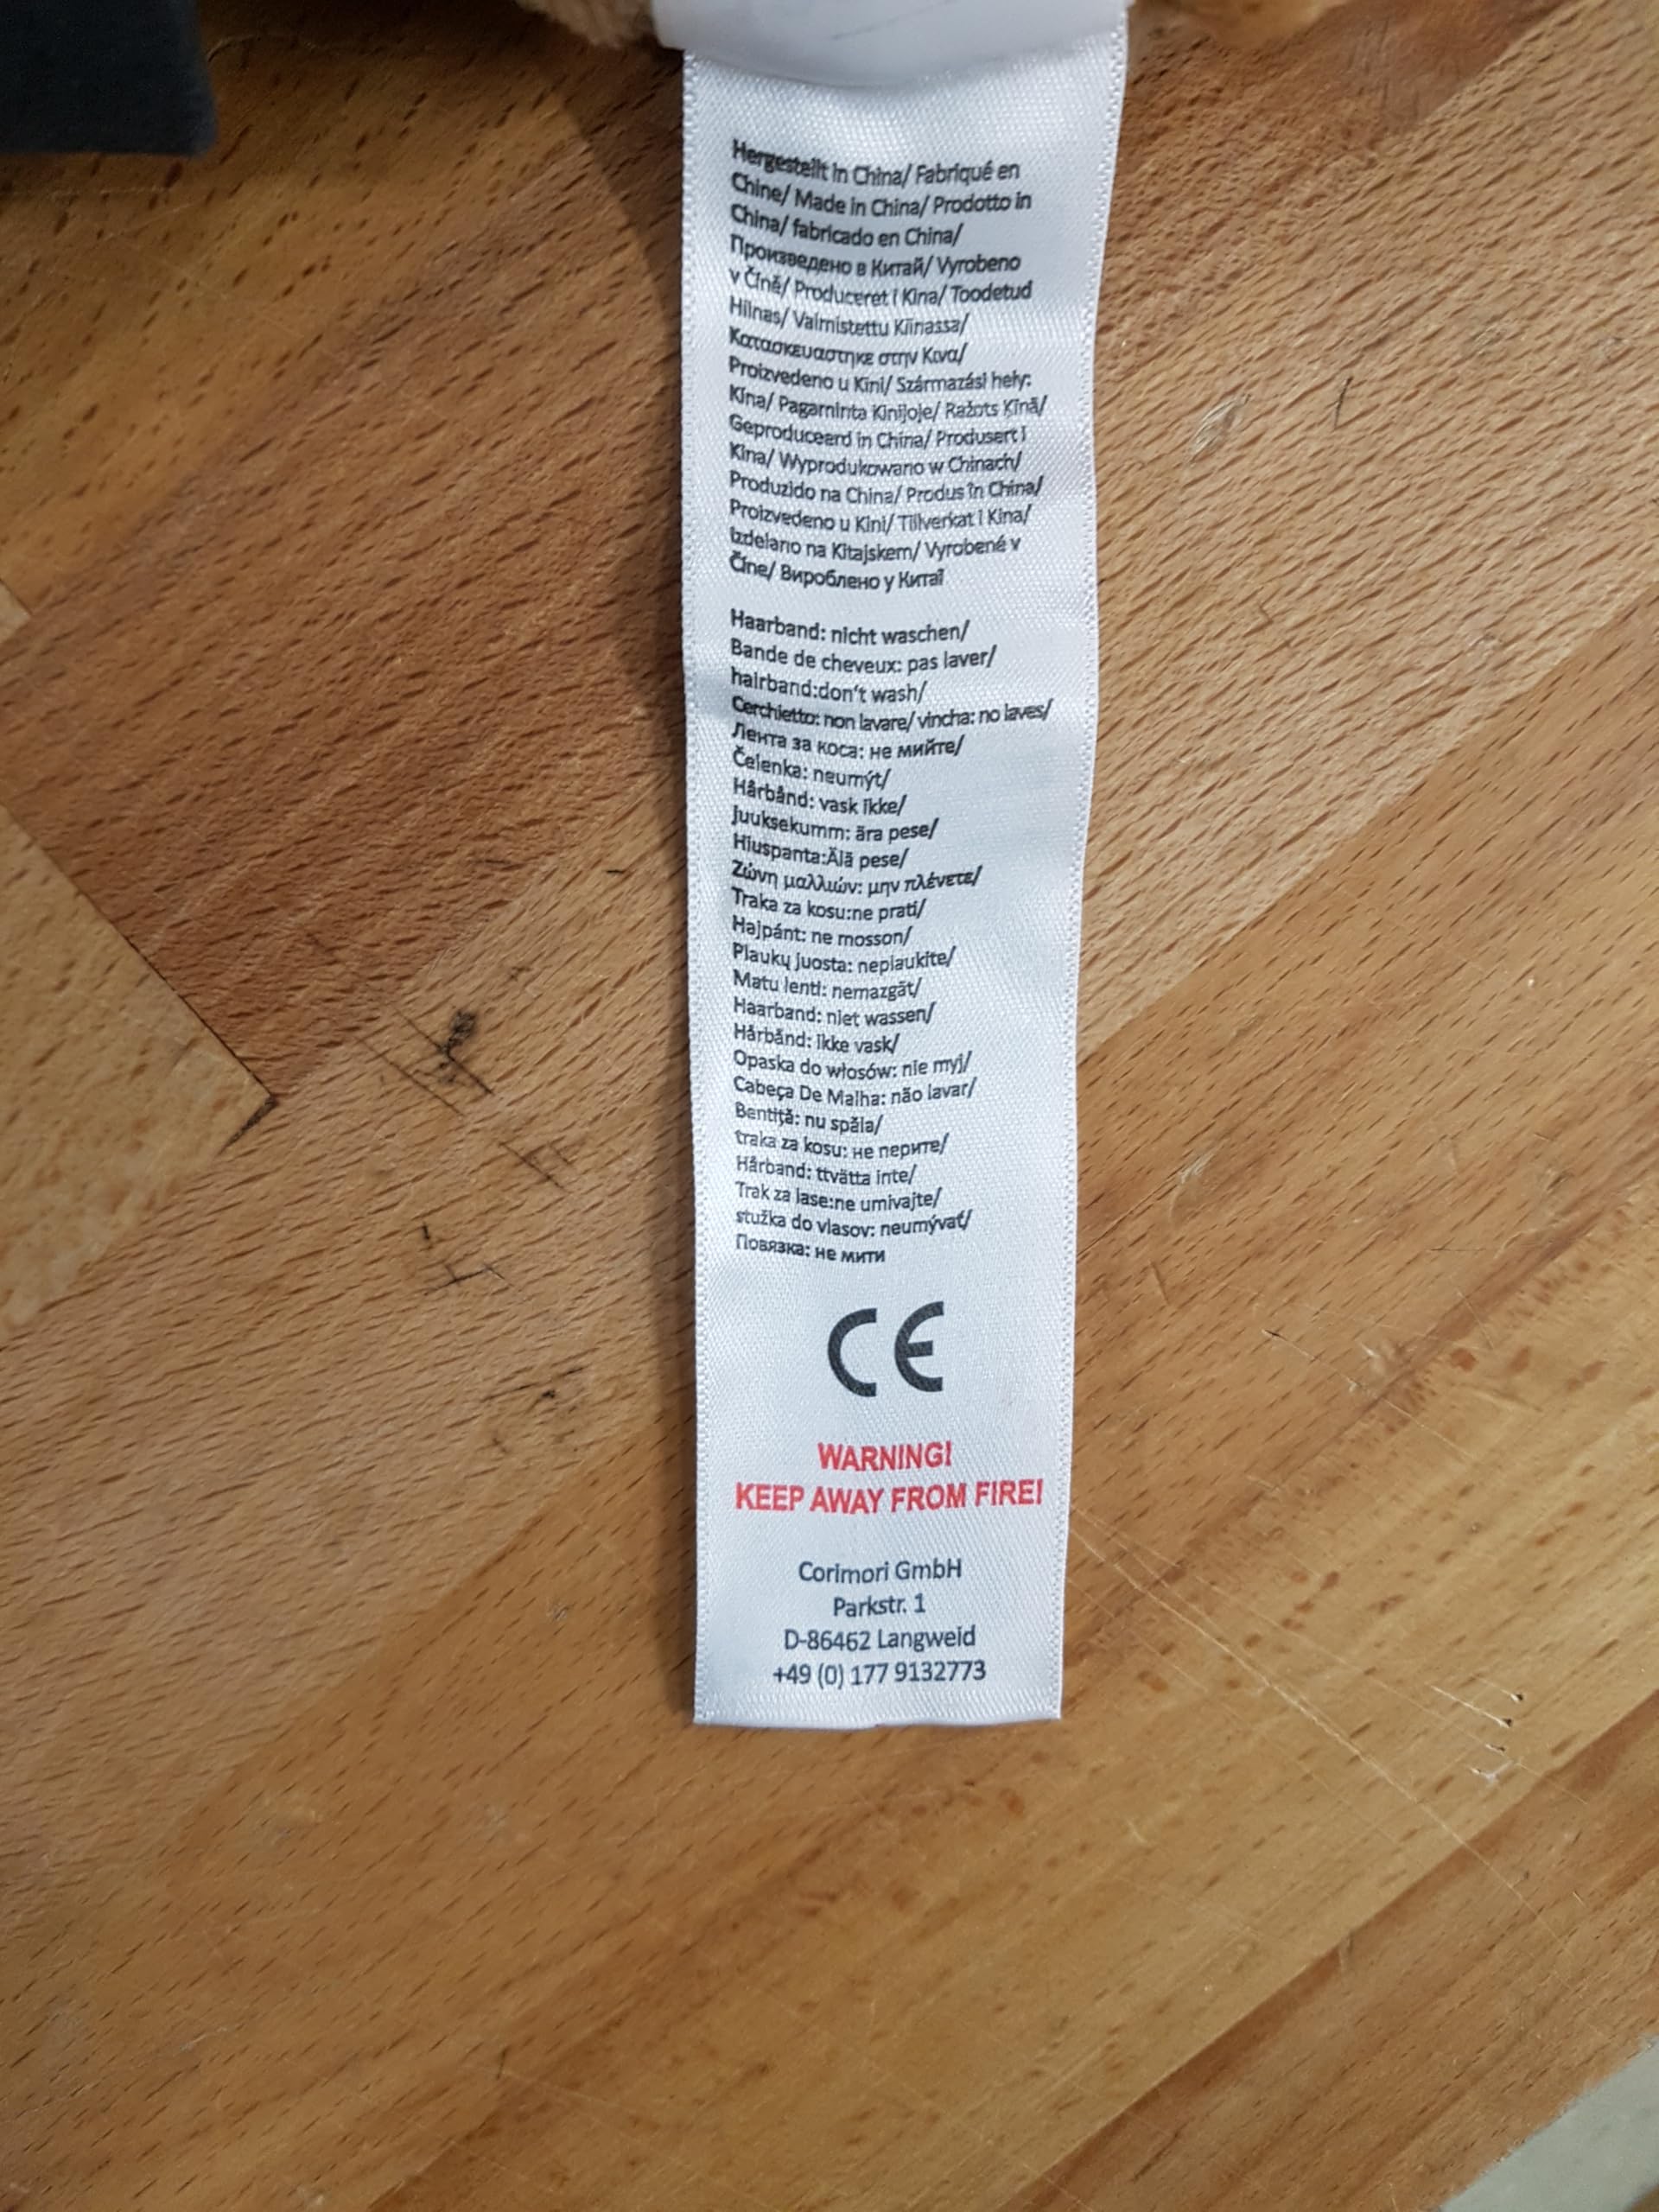 Hergestellt in China/ Fabriqué en
Chine/ Made in China/ Prodotto in
China/ fabricado en China/
Произведено в Китай/ Vyrobeno
v Číně/ Produceret i Kina/ Toodetud
Hiinas/ Valmistettu Kiinassa/
Κατασκευαστηκε στην Κινα/
Proizvedeno u Kini/ Származási hely:
Kína/ Pagaminta Kinijoje/ Ražots Ķīnā/
Geproduceerd in China/ Produsert i
Kina/ Wyprodukowano w Chinach/
Produzido na China/ Produs în China/
Proizvedeno u Kini/ Tillverkat i Kina/
Izdelano na Kitajskem/ Vyrobené v
Číne/ Вироблено у Китаї
Haarband: nicht waschen/
Bande de cheveux: pas laver/
hairband:don't wash/
Cerchietto: non lavare/ vincha: no laves/
Лента за коса: не мийте/
Čelenka: neumýt/
Hårbånd: vask ikke/
Juuksekumm: ära pese/
Hiuspanta:Älä pese/
Ζώνη μαλλιών: μην πλένετε/
Traka za kosu:ne prati/
Hajpánt: ne mosson/
Plaukų juosta: neplaukite/
Matu lenti: nemazgāt/
Haarband: niet wassen/
Hårbånd: ikke vask/
Opaska do włosów: nie myj/
Cabeça De Malha: não lavar/
Bentiță: nu spăla/
traka za kosu: не перите/
Hårband: ttvätta inte/
Trak za lase:ne umivajte/
stužka do vlasov: neumývať/
Повязка: не мити
CE
WARNING!
KEEP AWAY FROM FIRE!
Corimori GmbH
Parkstr. 1
D-86462 Langweid
+49 (0) 177 9132773